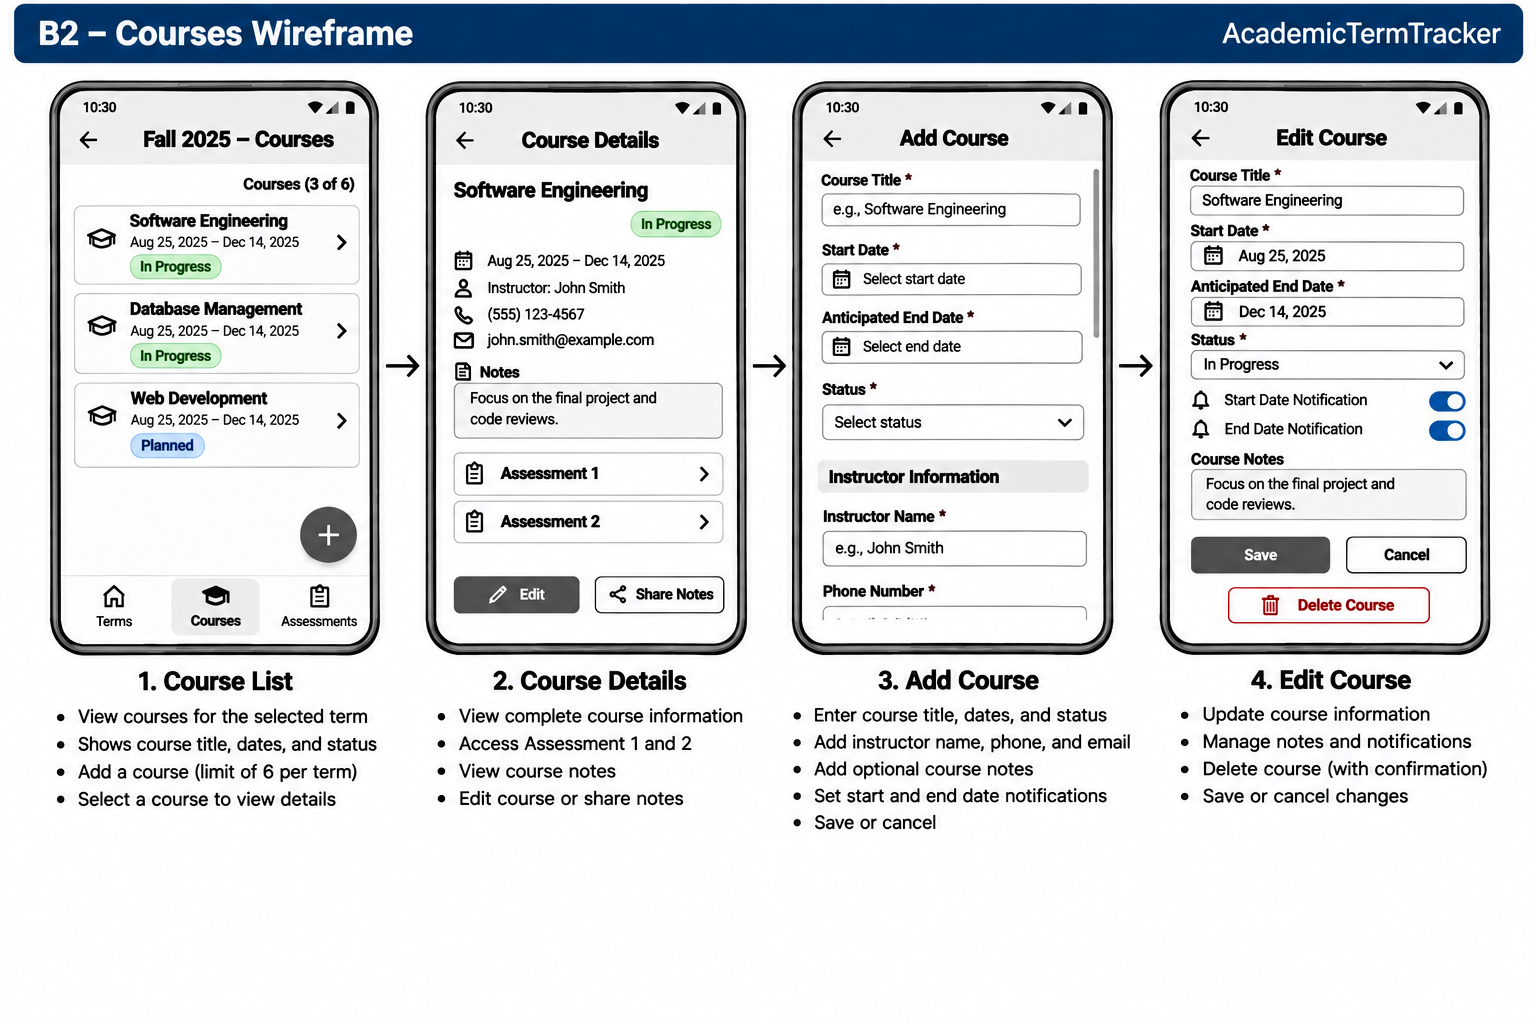 B2 – Courses Wireframe
AcademicTermTracker
10:30
Fall 2025 – Courses
Courses (3 of 6)
Software Engineering
Aug 25, 2025 – Dec 14, 2025
In Progress
Database Management
Aug 25, 2025 – Dec 14, 2025
In Progress
Web Development
Aug 25, 2025 – Dec 14, 2025
Planned
+
Terms
Courses
Assessments
10:30
Course Details
Software Engineering
In Progress
Aug 25, 2025 – Dec 14, 2025
Instructor: John Smith
(555) 123-4567
john.smith@example.com
Notes
Focus on the final project and
code reviews.
Assessment 1
Assessment 2
Edit
Share Notes
10:30
Add Course
Course Title *
e.g., Software Engineering
Start Date *
Select start date
Anticipated End Date *
Select end date
Status *
Select status
Instructor Information
Instructor Name *
e.g., John Smith
Phone Number *
10:30
Edit Course
Course Title *
Software Engineering
Start Date *
Aug 25, 2025
Anticipated End Date *
Dec 14, 2025
Status *
In Progress
Start Date Notification
End Date Notification
Course Notes
Focus on the final project and
code reviews.
Save
Cancel
Delete Course
1. Course List
• View courses for the selected term
• Shows course title, dates, and status
• Add a course (limit of 6 per term)
• Select a course to view details
2. Course Details
• View complete course information
• Access Assessment 1 and 2
• View course notes
• Edit course or share notes
3. Add Course
• Enter course title, dates, and status
• Add instructor name, phone, and email
• Add optional course notes
• Set start and end date notifications
• Save or cancel
4. Edit Course
• Update course information
• Manage notes and notifications
• Delete course (with confirmation)
• Save or cancel changes